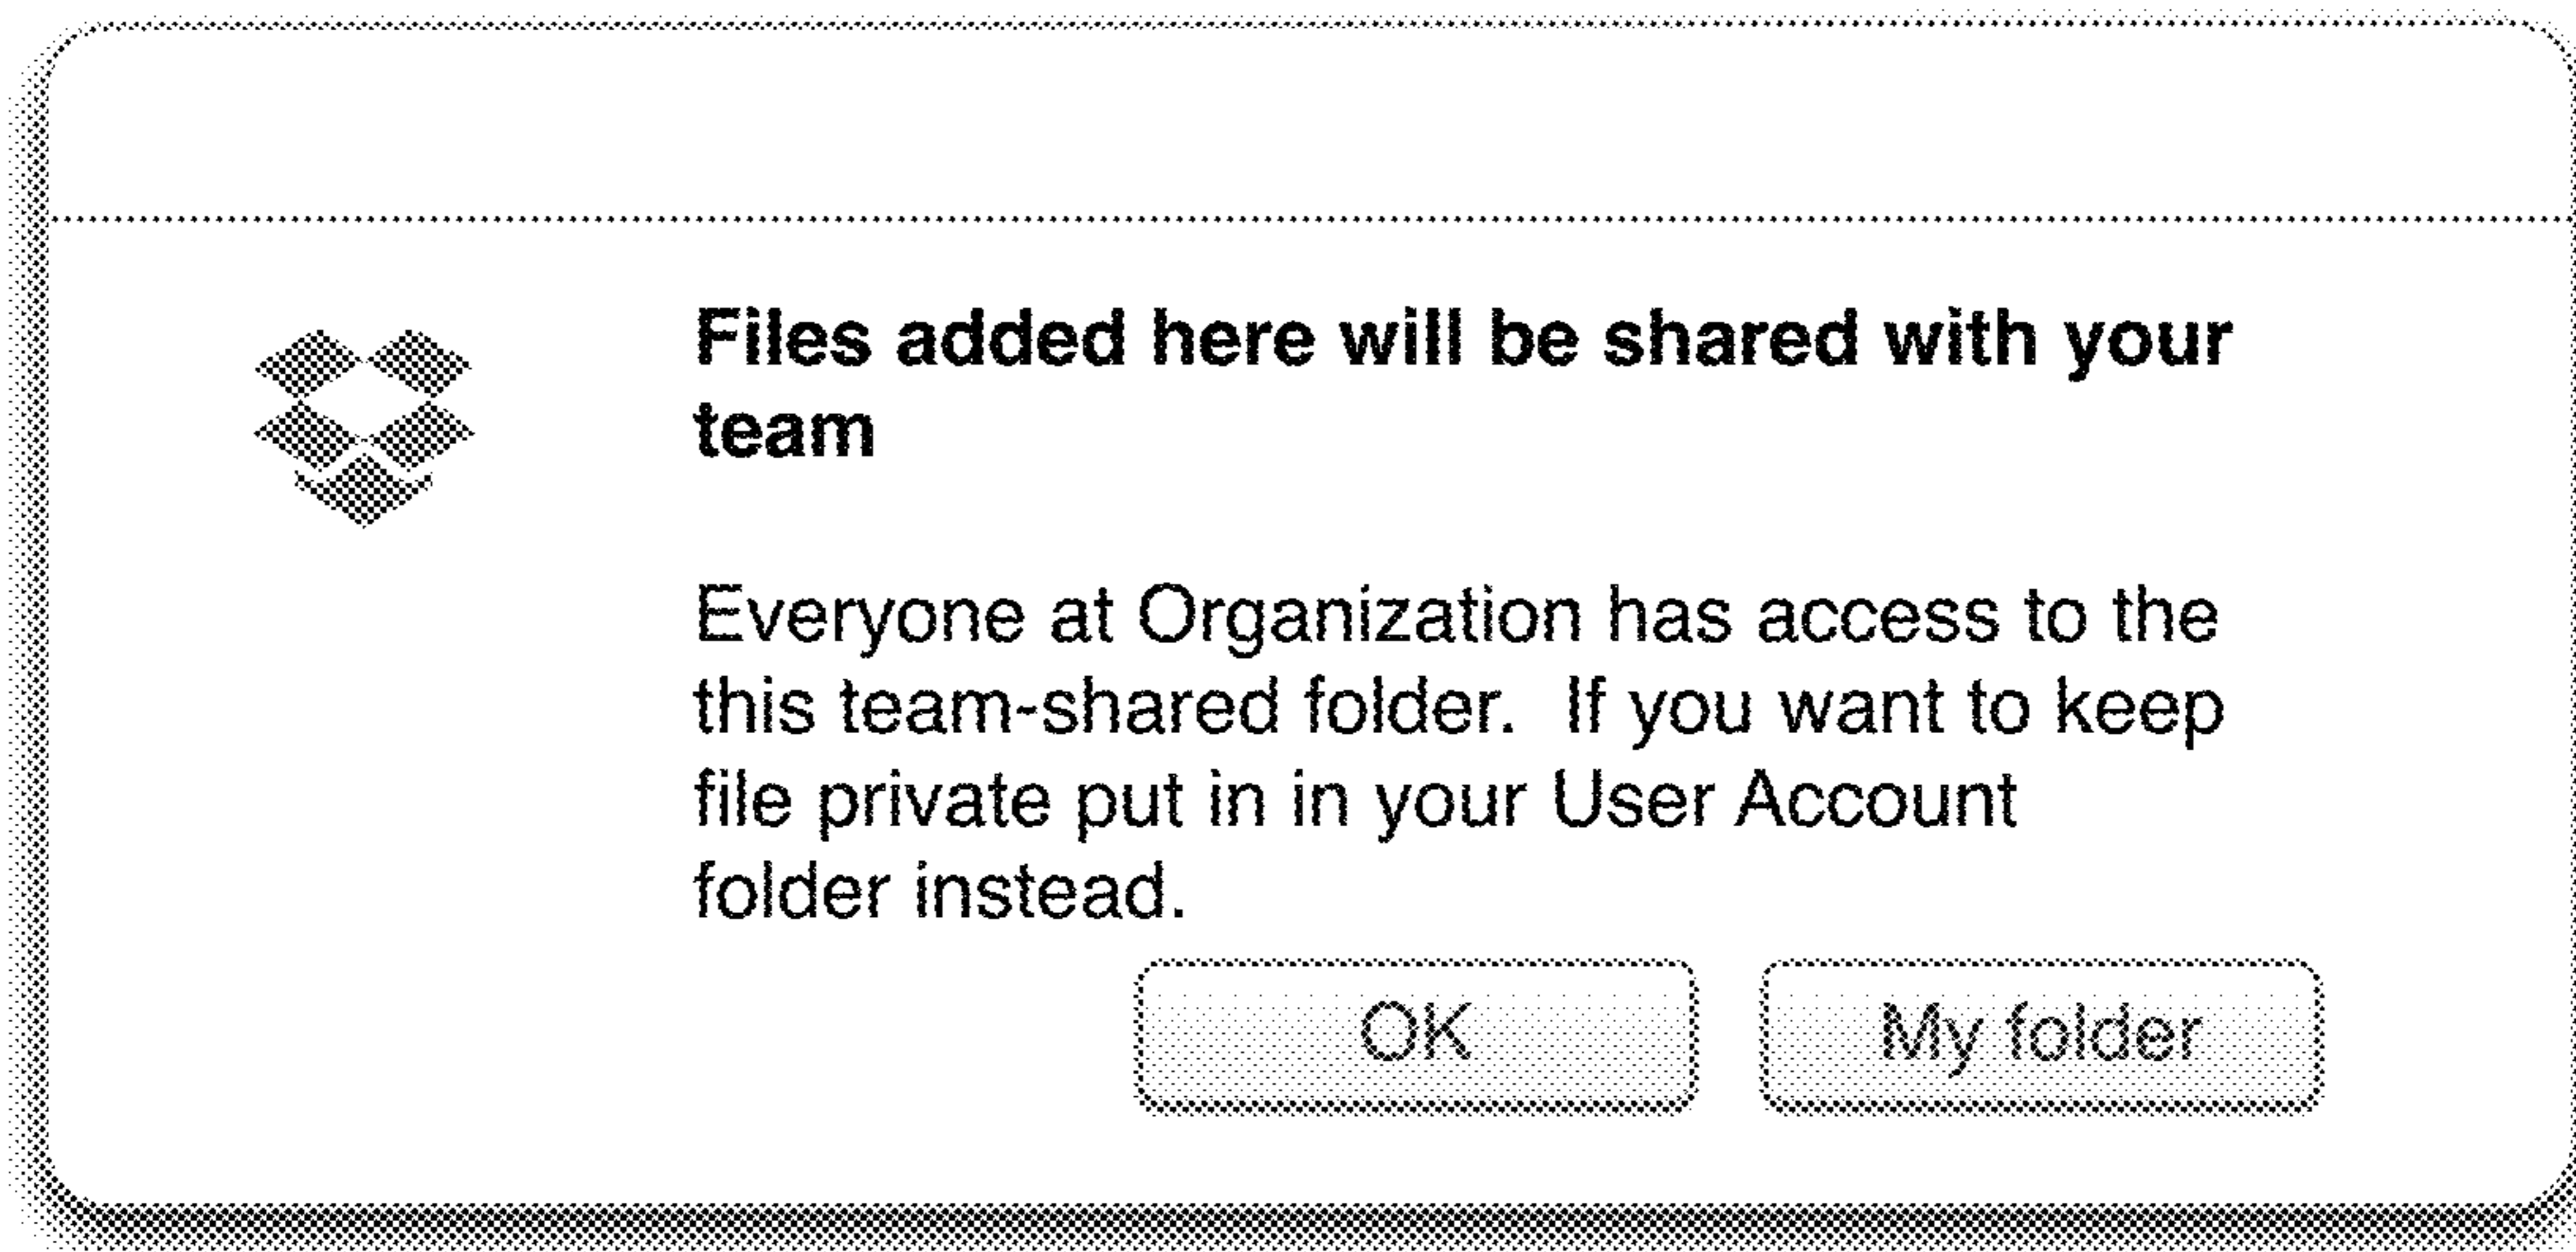 Files added here will be shared with your
team
Everyone at Organization has access to the
this team-shared folder.  If you want to keep
file private put in in your User Account
folder instead.
OK
My folder